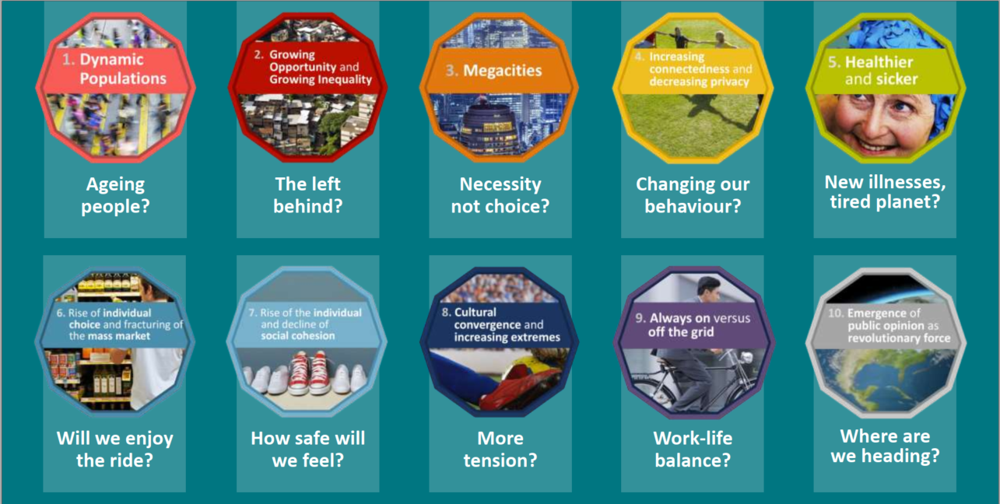 1. Dynamic
Populations
Ageing
people?
2. Growing
Opportunity and
Growing Inequality
The left
behind?
3. Megacities
Necessity
not choice?
4. Increasing
connectedness and
decreasing privacy
Changing our
behaviour?
5. Healthier
and sicker
New illnesses,
tired planet?
6. Rise of individual
choice and fracturing of
the mass market
Will we enjoy
the ride?
7. Rise of the individual
and decline of
social cohesion
How safe will
we feel?
8. Cultural
convergence and
increasing extremes
More
tension?
9. Always on versus
off the grid
Work-life
balance?
10. Emergence of
public opinion as
revolutionary force
Where are
we heading?